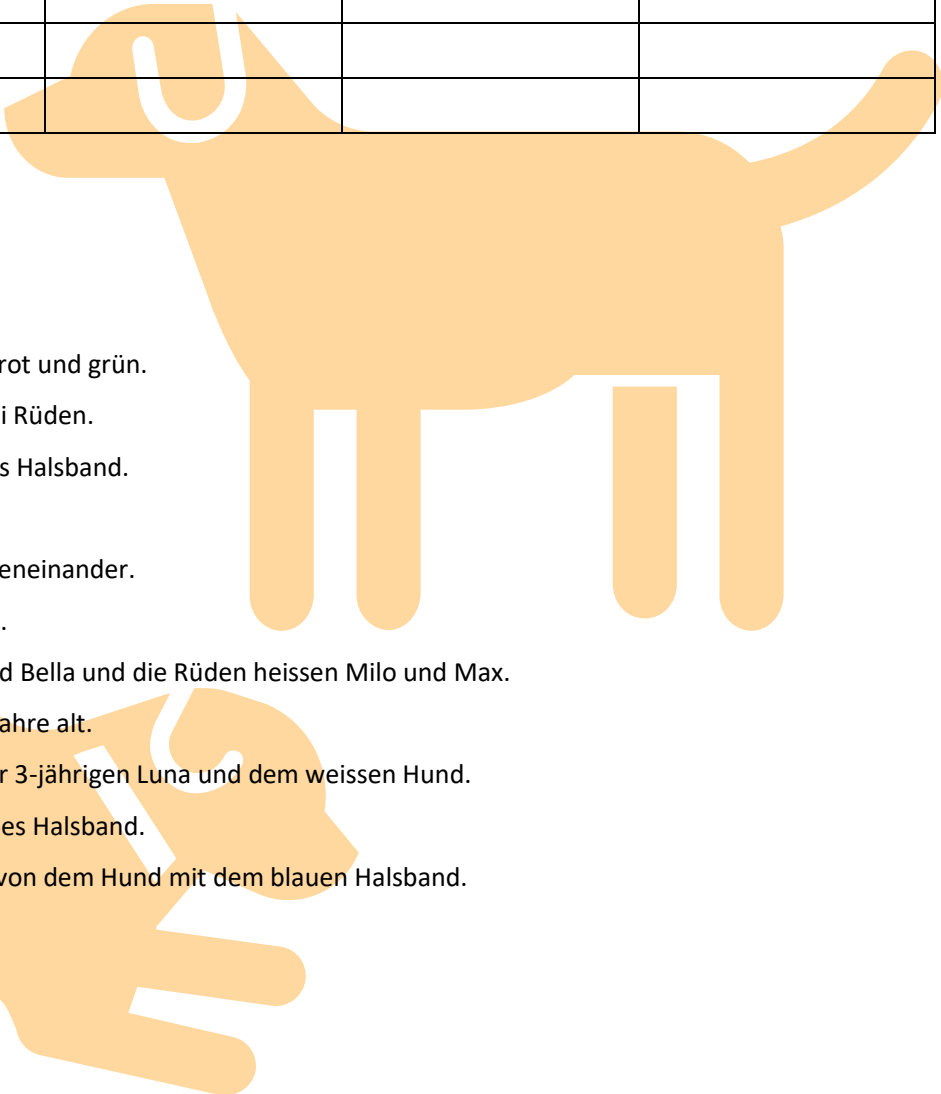 rot und grün.
i Rüden.
s Halsband.
eneinander.
.
d Bella und die Rüden heissen Milo und Max.
ahre alt.
r 3-jährigen Luna und dem weissen Hund.
es Halsband.
von dem Hund mit dem blauen Halsband.